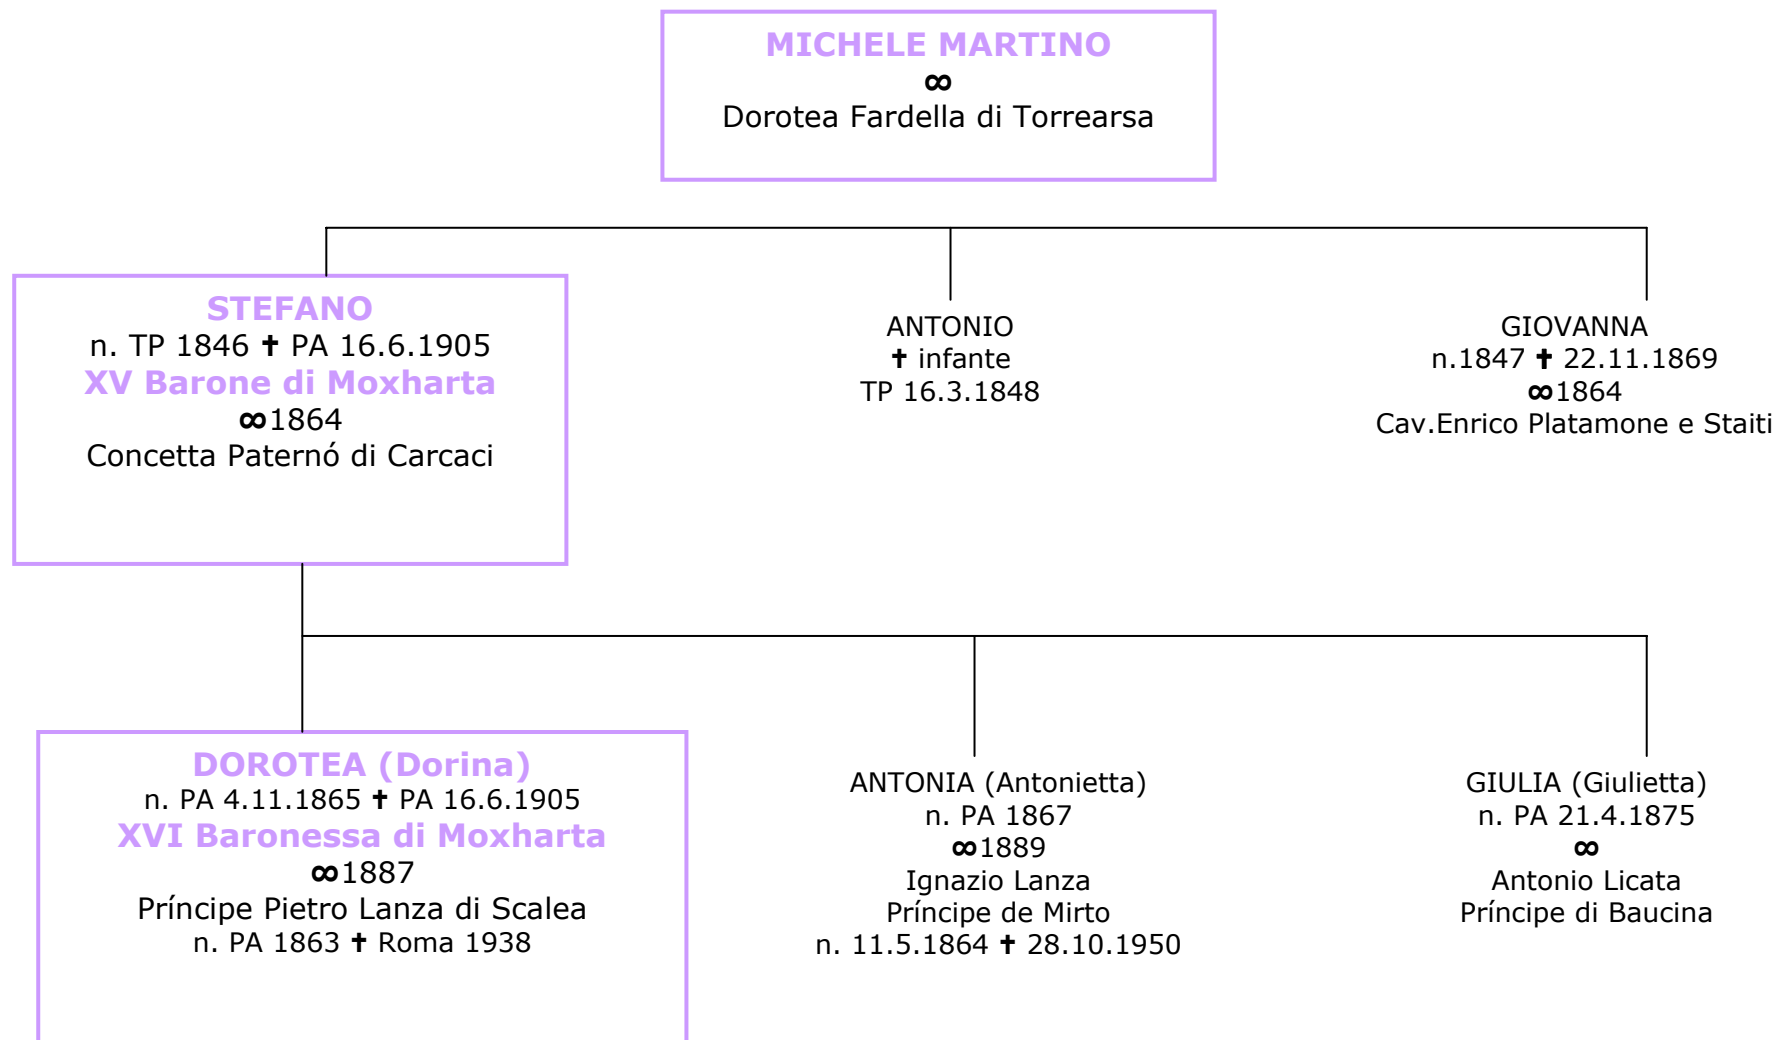 MICHELE MARTINO
∞
Dorotea Fardella di Torrearsa
STEFANO
n. TP 1846 ✝ PA 16.6.1905
XV Barone di Moxharta
∞1864
Concetta Paternó di Carcaci
ANTONIO
✝ infante
TP 16.3.1848
GIOVANNA
n.1847 ✝ 22.11.1869
∞1864
Cav.Enrico Platamone e Staiti
DOROTEA (Dorina)
n. PA 4.11.1865 ✝ PA 16.6.1905
XVI Baronessa di Moxharta
∞1887
Príncipe Pietro Lanza di Scalea
n. PA 1863 ✝ Roma 1938
ANTONIA (Antonietta)
n. PA 1867
∞1889
Ignazio Lanza
Príncipe de Mirto
n. 11.5.1864 ✝ 28.10.1950
GIULIA (Giulietta)
n. PA 21.4.1875
∞
Antonio Licata
Príncipe di Baucina